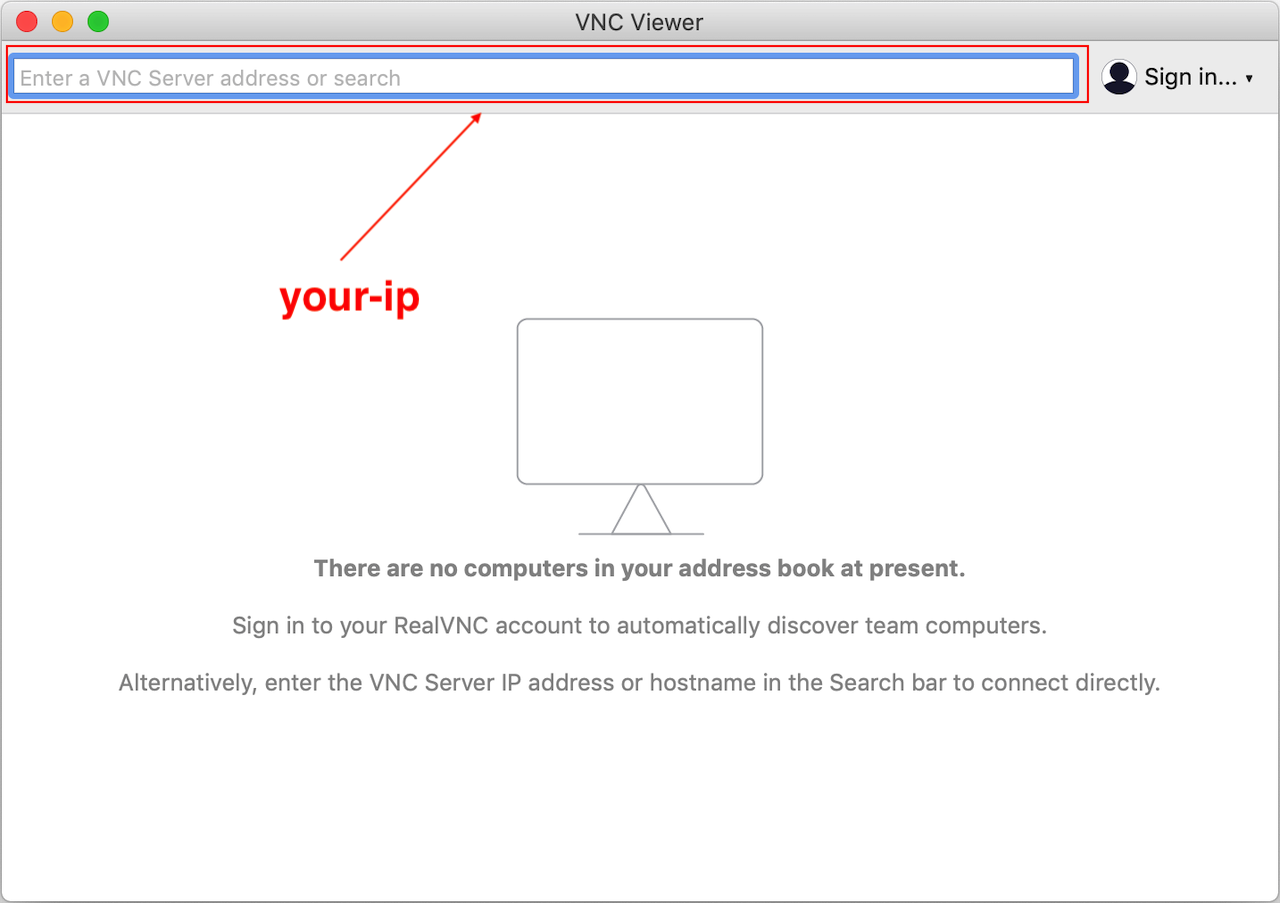 VNC Viewer
Enter a VNC Server address or search
Sign in...
your-ip
There are no computers in your address book at present.
Sign in to your RealVNC account to automatically discover team computers.
Alternatively, enter the VNC Server IP address or hostname in the Search bar to connect directly.